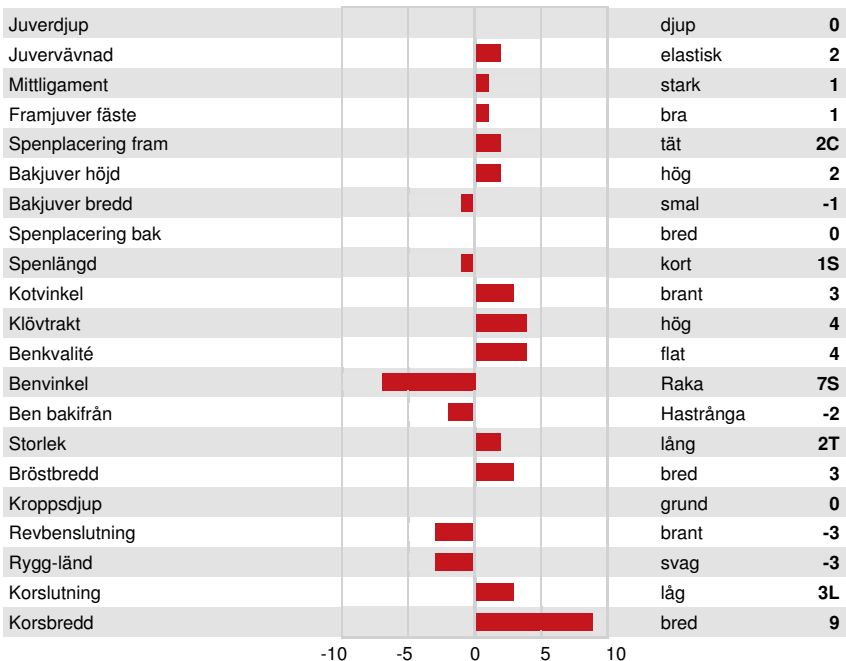 Juverdjup djup 0
Juvervävnad elastisk 2
Mittligament stark 1
Framjuver fäste bra 1
Spenplacering fram tät 2C
Bakjuver höjd hög 2
Bakjuver bredd smal -1
Spenplacering bak bred 0
Spenlängd kort 1S
Kotvinkel brant 3
Klövtrakt hög 4
Benkvalité flat 4
Benvinkel Raka 7S
Ben bakifrån Hastrånga -2
Storlek lång 2T
Bröstbredd bred 3
Kroppsdjup grund 0
Revbenslutning brant -3
Rygg-länd svag -3
Korslutning låg 3L
Korsbredd bred 9
-10 -5 0 5 10